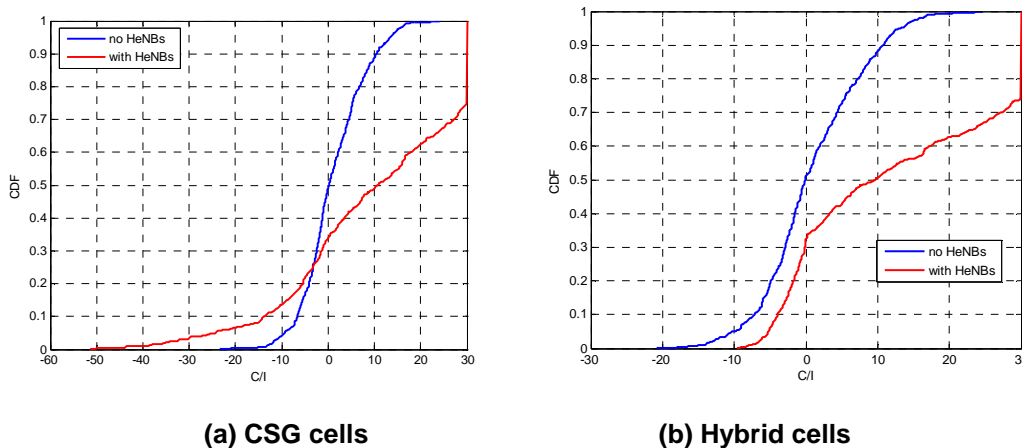 1
0.9
0.8
0.7
0.6
0.5
0.4
0.3
0.2
0.1
0
CDF
no HeNBs
with HeNBs
-60 -50 -40 -30 -20 -10 0 10 20 30
C/I
(a) CSG cells
1
0.9
0.8
0.7
0.6
0.5
0.4
0.3
0.2
0.1
0
CDF
no HeNBs
with HeNBs
-30 -20 -10 0 10 20 30
C/I
(b) Hybrid cells